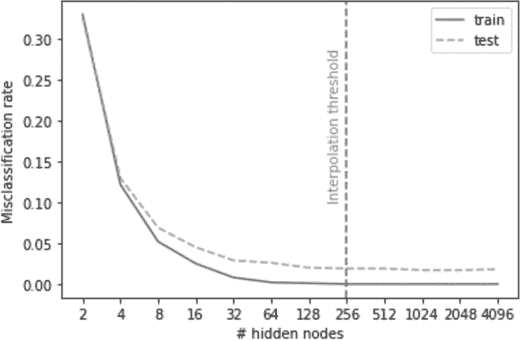 train
test
Interpolation threshold
Misclassification rate
0.30
0.25
0.20
0.15
0.10
0.05
0.00
2 4 8 16 32 64 128 256 512 1024 2048 4096
# hidden nodes